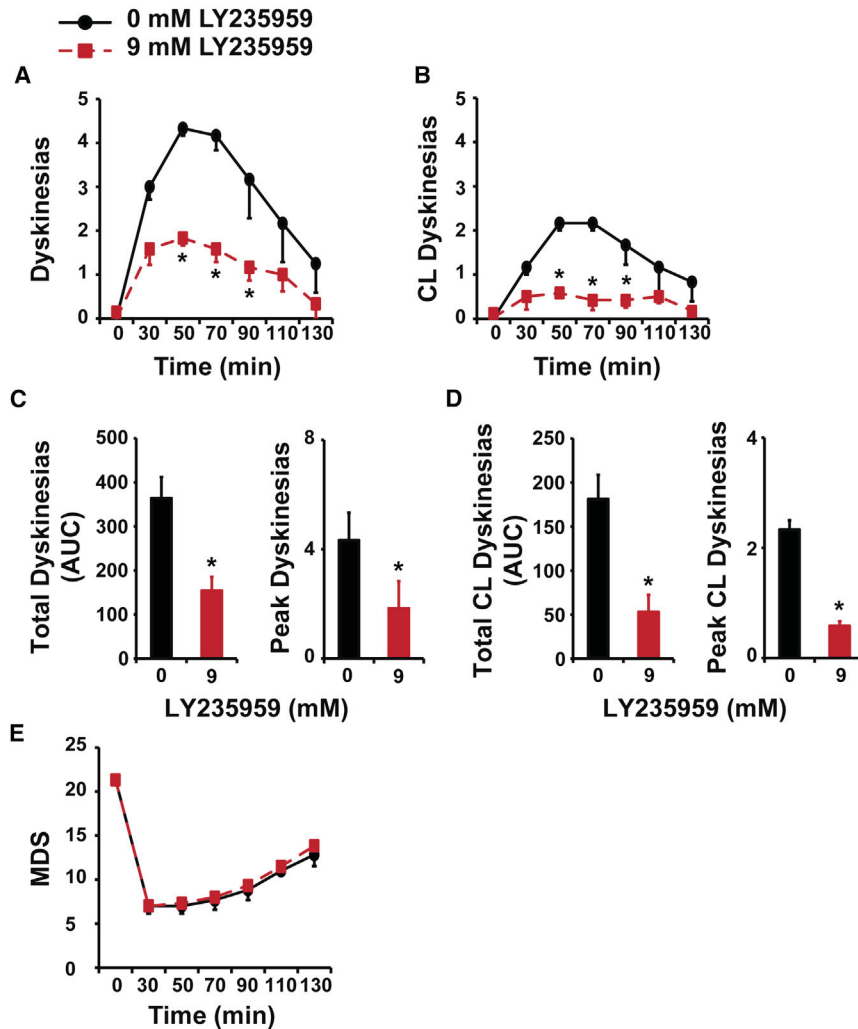 0 mM LY235959
9 mM LY235959
A
B
Dyskinesias
5
4
3
2
1
0
* * *
0 30 50 70 90 110 130
Time (min)
CL Dyskinesias
5
4
3
2
1
0
* * *
0 30 50 70 90 110 130
Time (min)
C
D
Total Dyskinesias
(AUC)
500
400
300
200
100
0
*
0 9
Peak Dyskinesias
8
4
0
*
0 9
LY235959 (mM)
Total CL Dyskinesias
(AUC)
250
200
150
100
50
0
*
0 9
Peak CL Dyskinesias
4
2
0
*
0 9
LY235959 (mM)
E
MDS
25
20
15
10
5
0
0 30 50 70 90 110 130
Time (min)